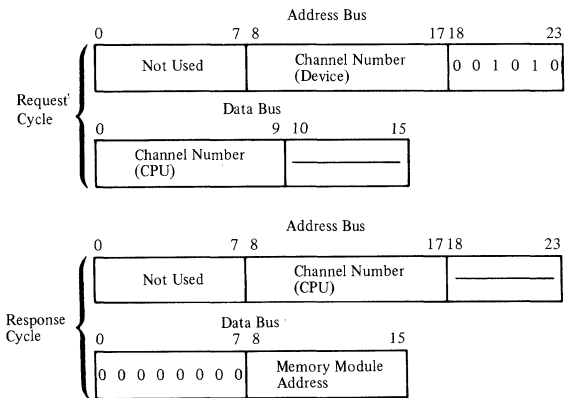 Address Bus
0 7 8 17 18 23
Not Used Channel Number (Device) 0 0 1 0 1 0
Request
Cycle
Data Bus
0 9 10 15
Channel Number
(CPU)
Address Bus
0 7 8 17 18 23
Not Used Channel Number
(CPU)
Response
Cycle
Data Bus
0 7 8 15
0 0 0 0 0 0 0 0 Memory Module
Address